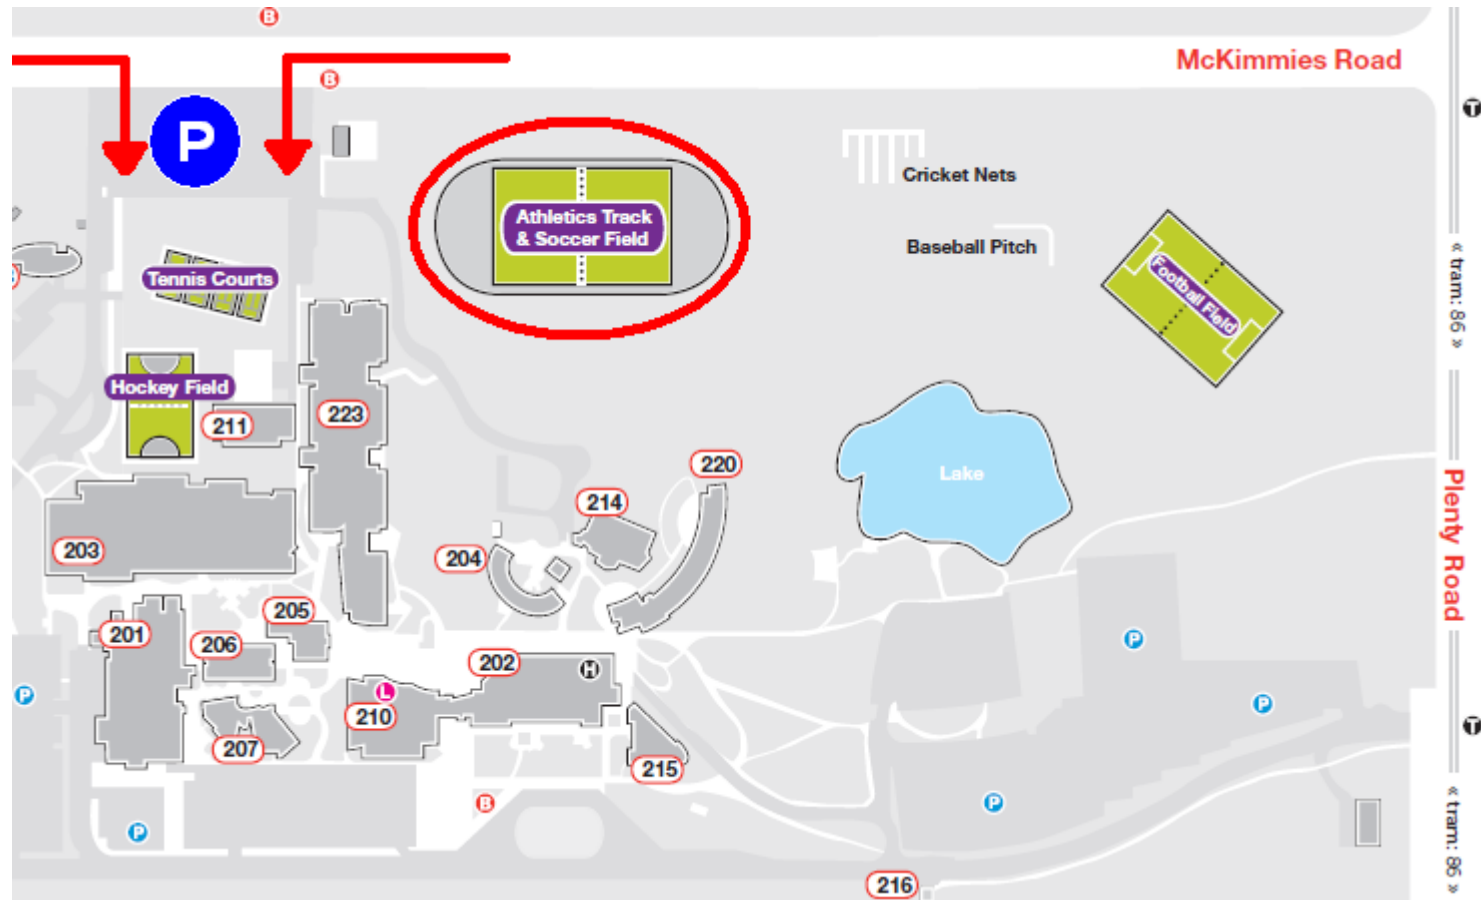 B
McKimmies Road
B
T
P
Cricket Nets
Athletics Track
& Soccer Field
Baseball Pitch
Football Field
« tram: 86 »
Tennis Courts
Hockey Field
211
223
220
Lake
214
203
204
Plenty Road
205
201
206
202
H
P
P
L
210
P
T
207
215
B
P
P
« tram: 86 »
216